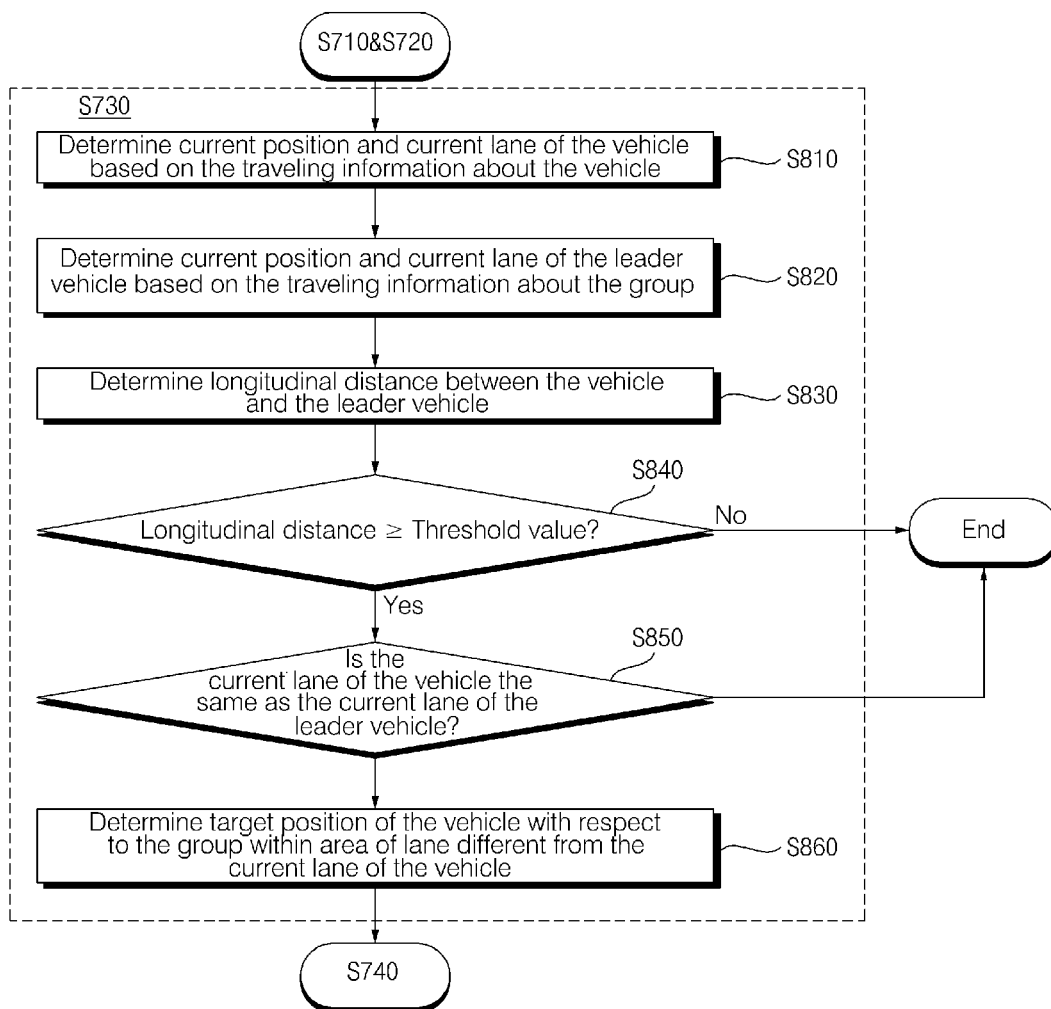 S710&S720
S730
Determine current position and current lane of the vehicle
based on the traveling information about the vehicle
S810
Determine current position and current lane of the leader
vehicle based on the traveling information about the group
S820
Determine longitudinal distance between the vehicle
and the leader vehicle
S830
S840
Longitudinal distance ≥ Threshold value?
No
End
Yes
S850
Is the
current lane of the vehicle the
same as the current lane of the
leader vehicle?
Determine target position of the vehicle with respect
to the group within area of lane different from the
current lane of the vehicle
S860
S740